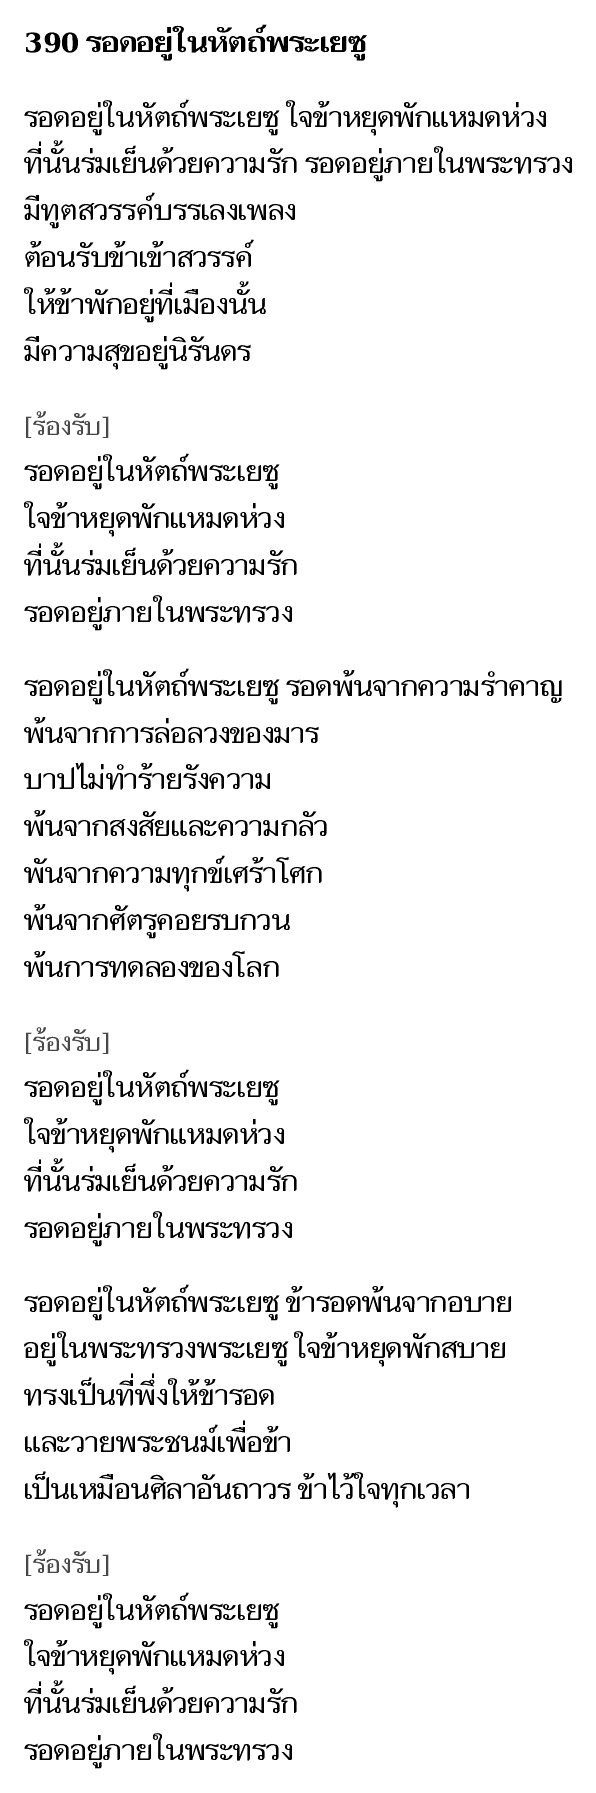 390 รอดอยู่ในหัตถ์พระเยซู
รอดอยู่ในหัตถ์พระเยซู ใจข้าหยุดพักแหมดห่วง
ที่นั้นร่มเย็นด้วยความรัก รอดอยู่ภายในพระทรวง
มีทูตสวรรค์บรรเลงเพลง
ต้อนรับข้าเข้าสวรรค์
ให้ข้าพักอยู่ที่เมืองนั้น
มีความสุขอยู่นิรันดร
[ร้องรับ]
รอดอยู่ในหัตถ์พระเยซู
ใจข้าหยุดพักแหมดห่วง
ที่นั้นร่มเย็นด้วยความรัก
รอดอยู่ภายในพระทรวง
รอดอยู่ในหัตถ์พระเยซู รอดพ้นจากความรำคาญ
พ้นจากการล่อลวงของมาร
บาปไม่ทำร้ายรังความ
พ้นจากสงสัยและความกลัว
พันจากความทุกข์เศร้าโศก
พ้นจากศัตรูคอยรบกวน
พ้นการทดลองของโลก
[ร้องรับ]
รอดอยู่ในหัตถ์พระเยซู
ใจข้าหยุดพักแหมดห่วง
ที่นั้นร่มเย็นด้วยความรัก
รอดอยู่ภายในพระทรวง
รอดอยู่ในหัตถ์พระเยซู ข้ารอดพ้นจากอบาย
อยู่ในพระทรวงพระเยซู ใจข้าหยุดพักสบาย
ทรงเป็นที่พึ่งให้ข้ารอด
และวายพระชนม์เพื่อข้า
เป็นเหมือนศิลาอันถาวร ข้าไว้ใจทุกเวลา
[ร้องรับ]
รอดอยู่ในหัตถ์พระเยซู
ใจข้าหยุดพักแหมดห่วง
ที่นั้นร่มเย็นด้วยความรัก
รอดอยู่ภายในพระทรวง